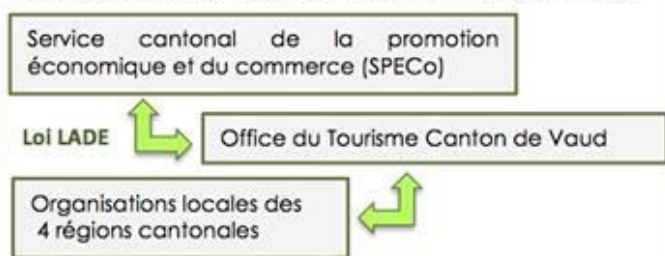 Service cantonal de la promotion
économique et du commerce (SPECo)
Loi LADE
Office du Tourisme Canton de Vaud
Organisations locales des
4 régions cantonales